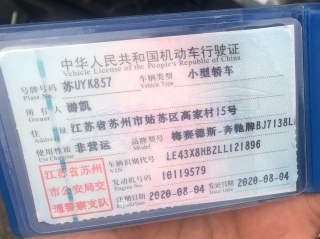 中华人民共和国机动车行驶证
Vehicle License of the People's Republic of China
号牌号码 苏UYK857 车辆类型 小型轿车
Plate No. Vehicle Type
所有人 游凯
Owner
住址 江苏省苏州市姑苏区高家村15号
Address
使用性质 非营运 品牌型号 梅赛德斯-奔驰牌BJ7138L
Use Character Model
江苏省苏州市公安局交通警察支队
车辆识别代号 LE43X8HB2LL121896
VIN
发动机号码 10119579
Engine No.
注册日期 2020-08-04 发证日期 2020-08-04
Register Date Issue Date